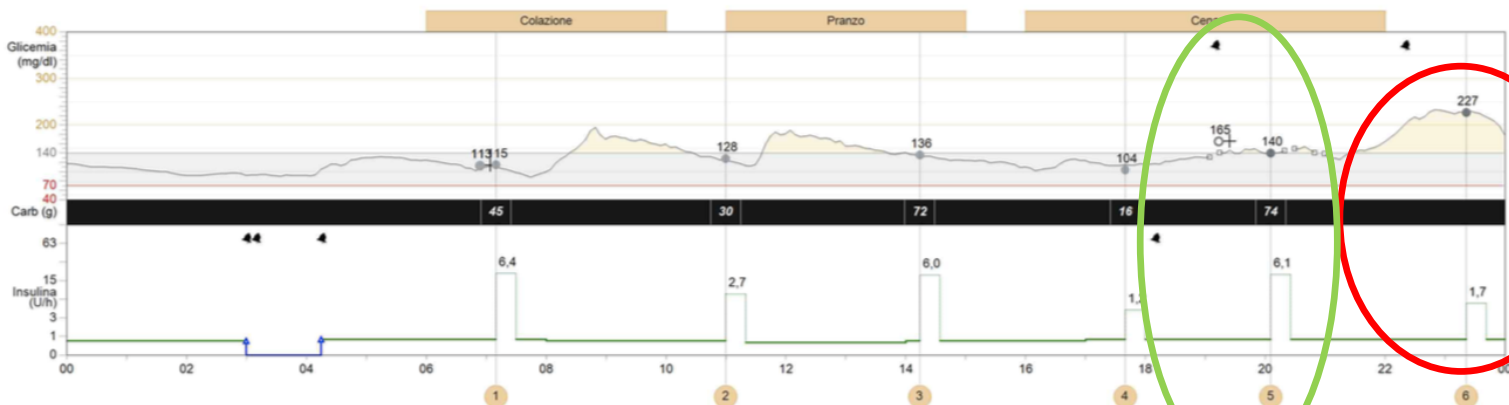 Colazione Pranzo
400
Glicemia
(mg/dl)
300
227
200
165
140 113 115 128 136 104 140
70
40
Carb (g) 45 30 72 16 74
63
6,4 2,7 6,0 6,1 1,7
15
Insulina
(U/h)
3
1
0
00 02 04 06 08 10 12 14 16 18 20 22
1 2 3 4 5 6